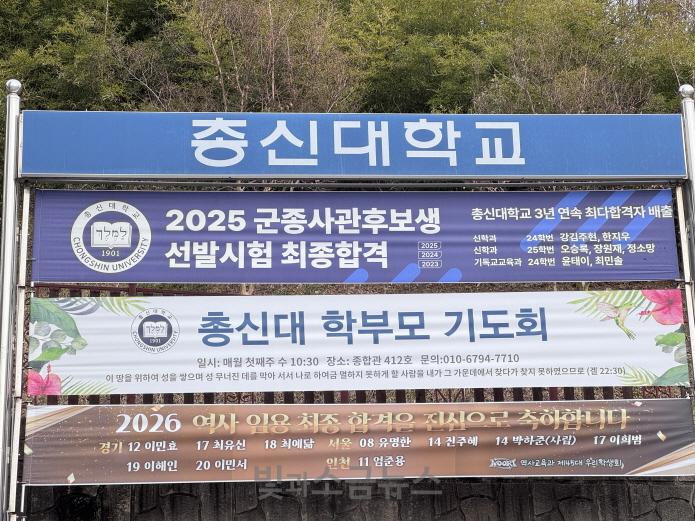 총신대학교
총신대학교
לַמֶּלֶךְ
1901
CHONGSHIN UNIVERSITY
2025 군종사관후보생
선발시험 최종합격
2025
2024
2023
총신대학교 3년 연속 최다합격자 배출
신학과 24학번 강김주현, 한지우
신학과 25학번 오승록, 장원재, 정소망
기독교교육과 24학번 윤태이, 최민솔
1901
총신대 학부모 기도회
일시: 매월 첫째주 수 10:30 장소: 종합관 412호 문의:010-6794-7710
이 땅을 위하여 성을 쌓으며 성 무너진 데를 막아 서서 나로 하여금 멸하지 못하게 할 사람을 내가 그 가운데에서 찾다가 찾지 못하였으므로 (겔 22:30)
2026 역사 임용 최종 합격을 진심으로 축하합니다
경기 12 이민호 17 최유신 18 최예닮 서울 08 유명한 14 진주혜 14 박하준(사립) 17 이희범
19 이혜인 20 이민서 인천 11 엄준용
역사교육과 제45대 우린학생회
빛과소금뉴스